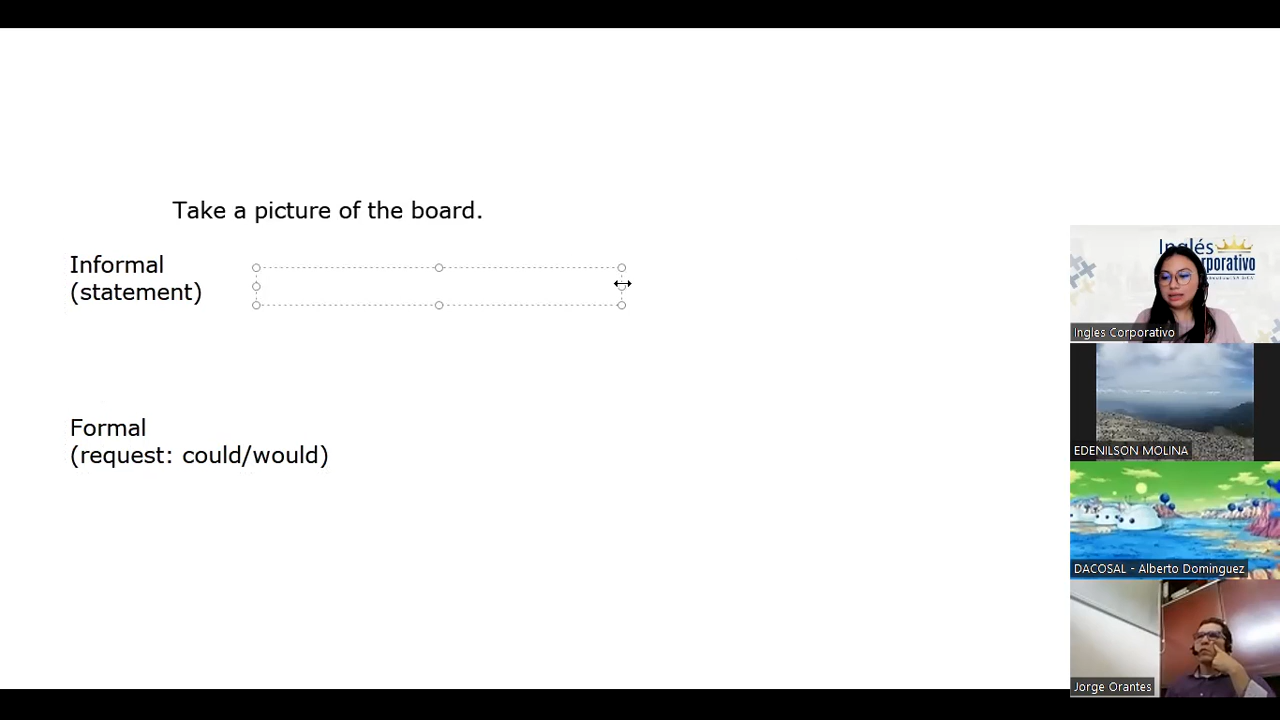 Take a picture of the board.
Informal
(statement)
Formal
(request: could/would)
Inglés
rporativo
Ingles Corporativo
EDENILSON MOLINA
DACOSAL - Alberto Dominguez
Jorge Orantes